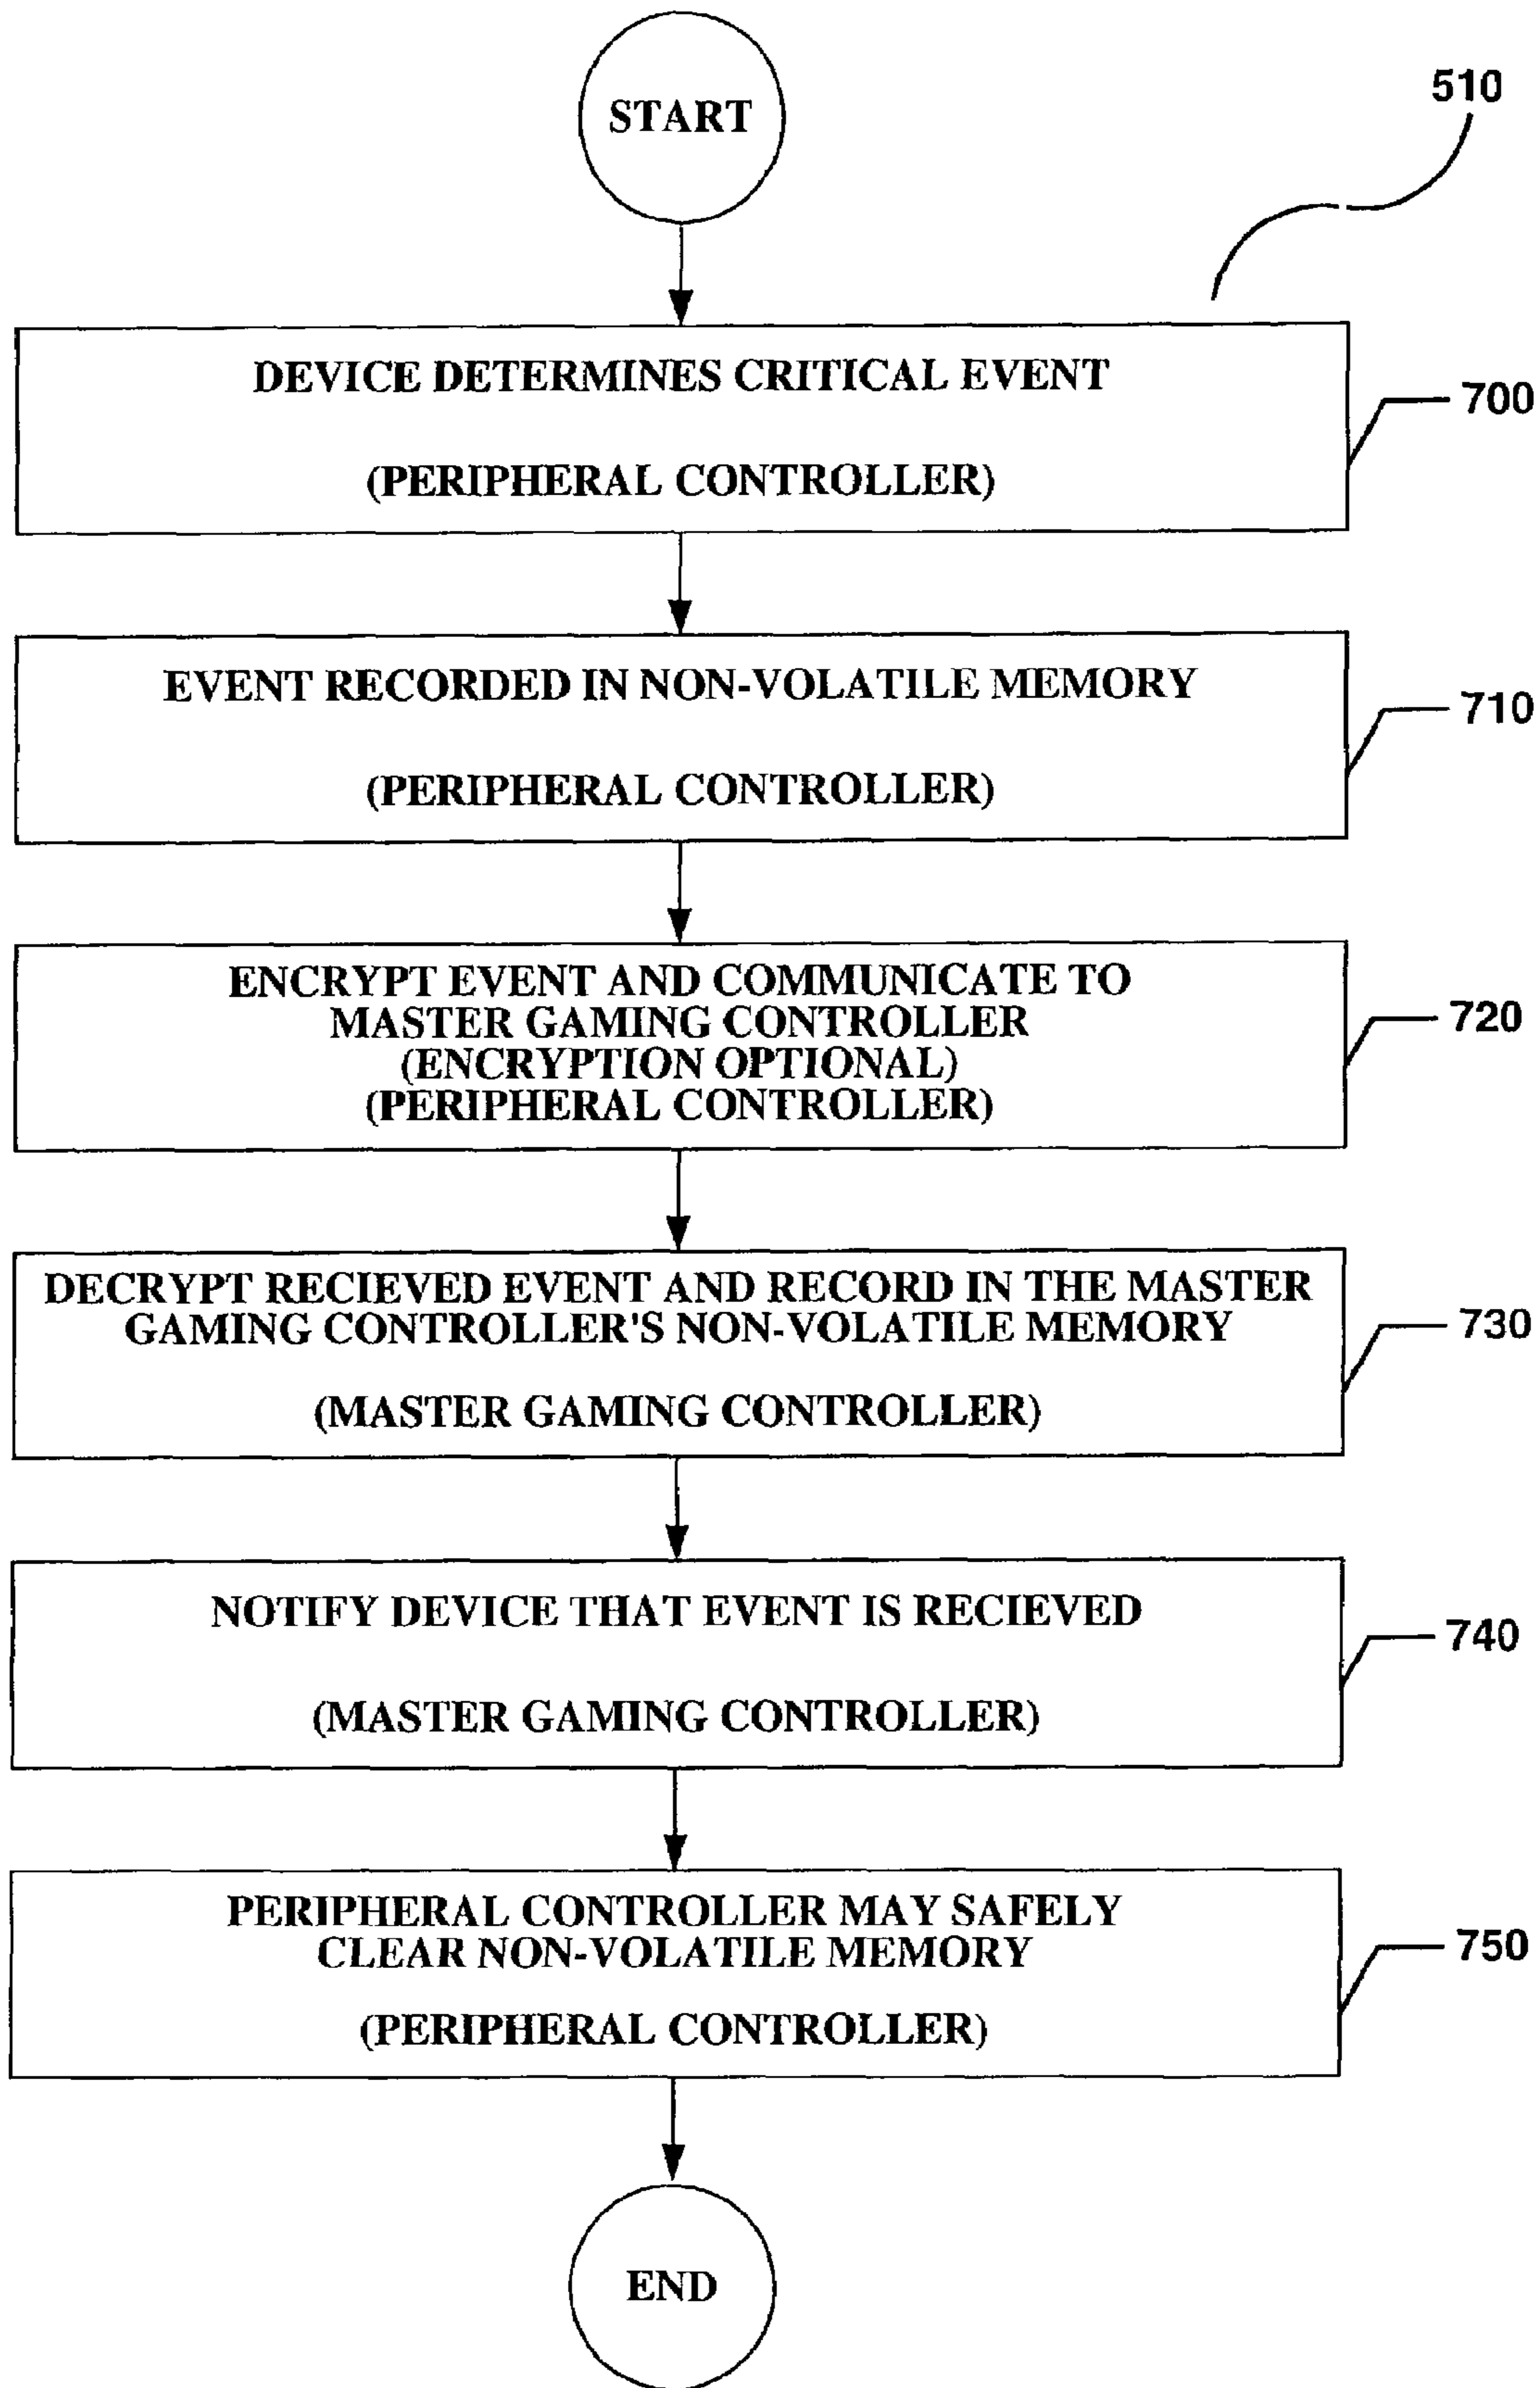 START
510
DEVICE DETERMINES CRITICAL EVENT
(PERIPHERAL CONTROLLER)
700
EVENT RECORDED IN NON-VOLATILE MEMORY
(PERIPHERAL CONTROLLER)
710
ENCRYPT EVENT AND COMMUNICATE TO
MASTER GAMING CONTROLLER
(ENCRYPTION OPTIONAL)
(PERIPHERAL CONTROLLER)
720
DECRYPT RECIEVED EVENT AND RECORD IN THE MASTER
GAMING CONTROLLER'S NON-VOLATILE MEMORY
(MASTER GAMING CONTROLLER)
730
NOTIFY DEVICE THAT EVENT IS RECIEVED
(MASTER GAMING CONTROLLER)
740
PERIPHERAL CONTROLLER MAY SAFELY
CLEAR NON-VOLATILE MEMORY
(PERIPHERAL CONTROLLER)
750
END